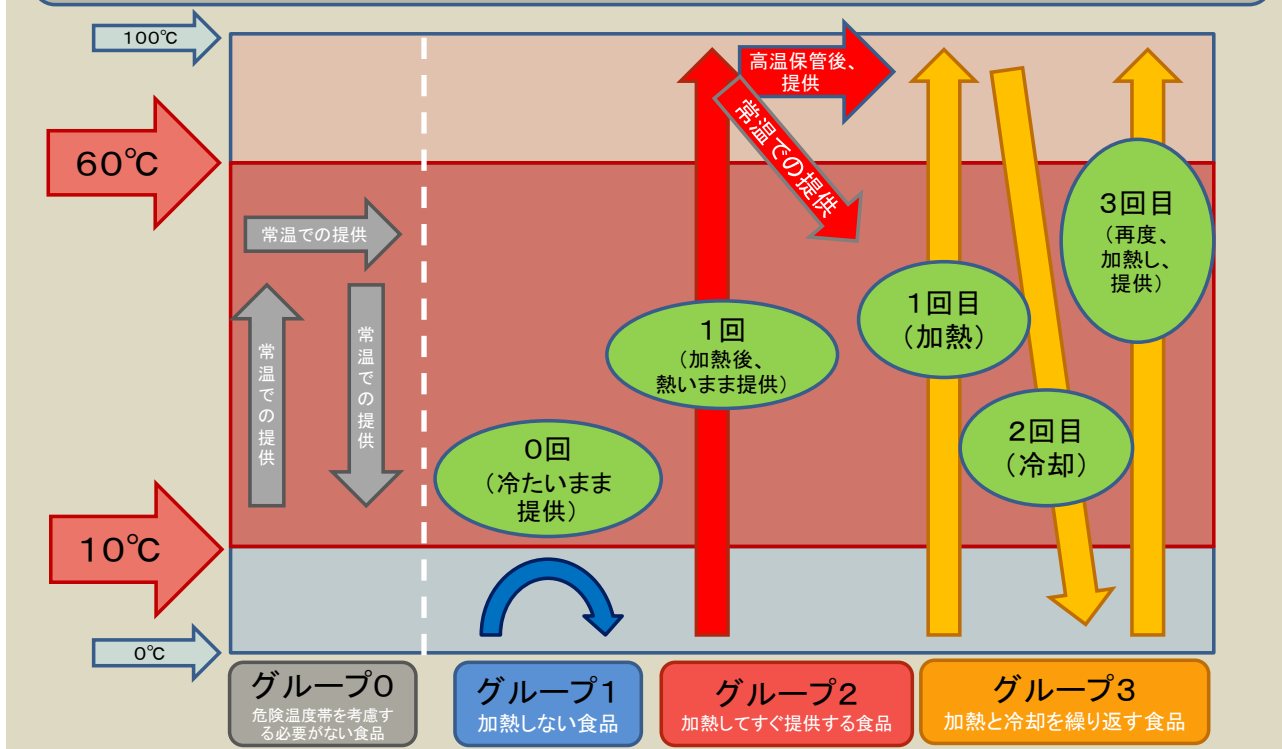 100℃
60℃
10℃
0℃
常温での提供
常温での提供
常温での提供
0回
（冷たいまま
提供）
1回
（加熱後、
熱いまま提供）
高温保管後、
提供
常温での提供
1回目
（加熱）
2回目
（冷却）
3回目
（再度、
加熱し、
提供）
グループ0
危険温度帯を考慮す
る必要がない食品
グループ1
加熱しない食品
グループ2
加熱してすぐ提供する食品
グループ3
加熱と冷却を繰り返す食品